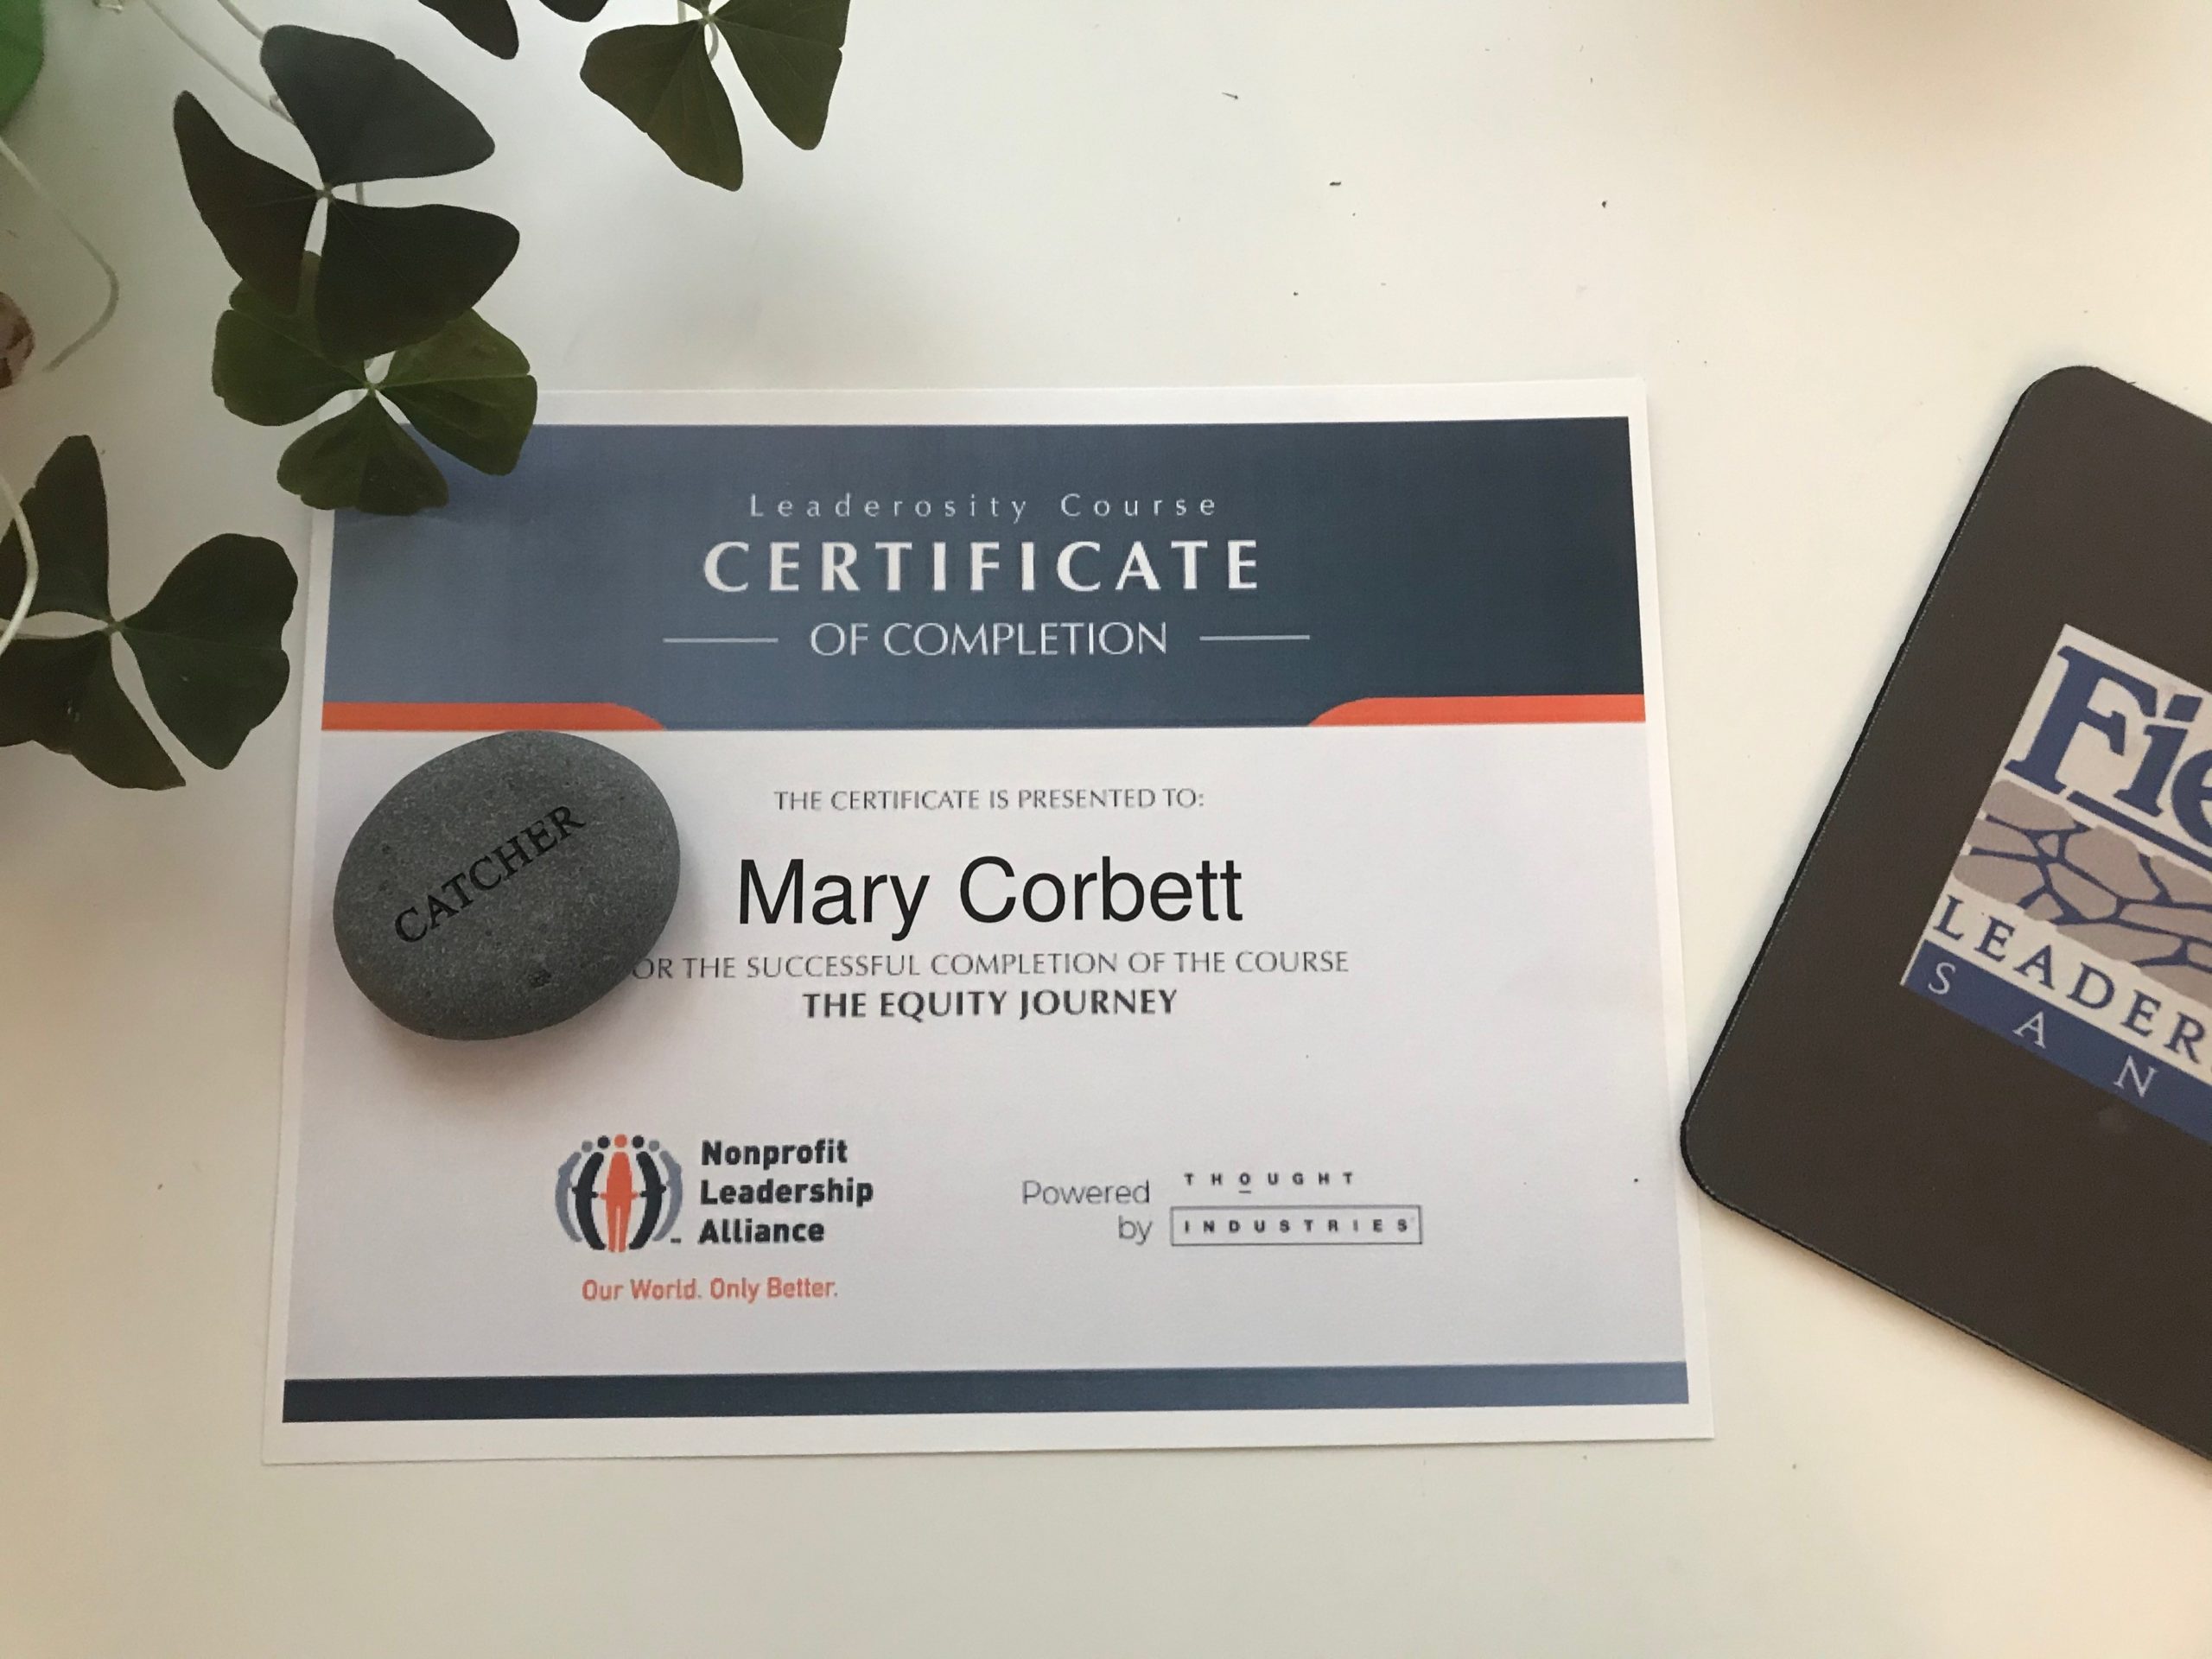 Leaderosity Course
CERTIFICATE
OF COMPLETION
THE CERTIFICATE IS PRESENTED TO:
Mary Corbett
OR THE SUCCESSFUL COMPLETION OF THE COURSE
THE EQUITY JOURNEY
Nonprofit
Leadership
Alliance
Our World. Only Better.
Powered
by
THOUGHT
INDUSTRIES
CATCHER
Fie
LEADER
S A N